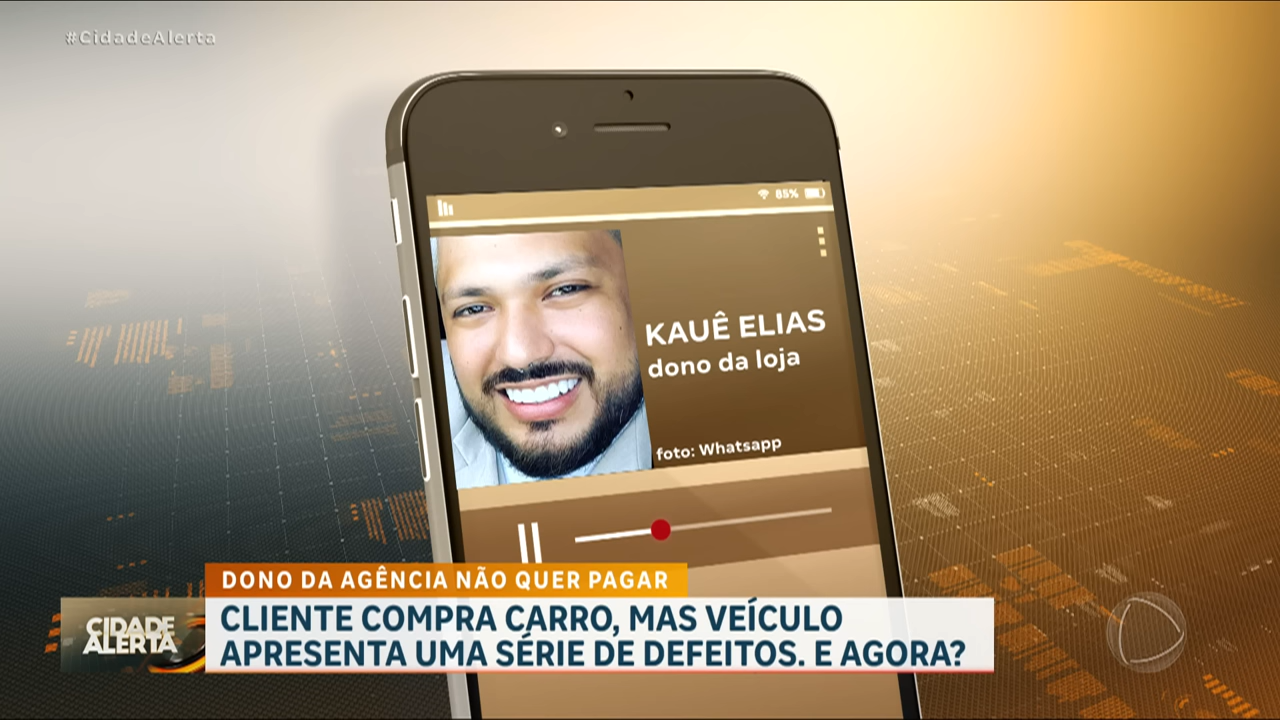 #CidadeAlerta
85%
KAUÊ ELIAS
dono da loja
foto: Whatsapp
DONO DA AGÊNCIA NÃO QUER PAGAR
CIDADE
ALERTA
CLIENTE COMPRA CARRO, MAS VEÍCULO
APRESENTA UMA SÉRIE DE DEFEITOS. E AGORA?